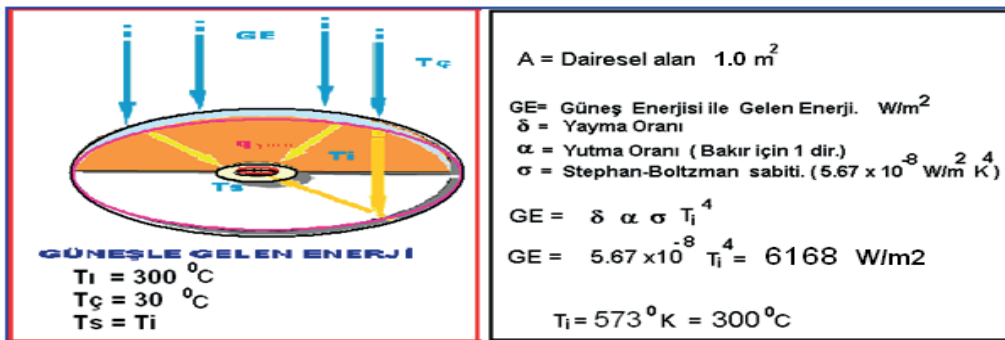 GE
Tç
q
Ti
Ts
GÜNEŞLE GELEN ENERJİ
Tı = 300 ⁰C
Tç = 30 ⁰C
Ts = Ti
A = Dairesel alan 1.0 m²
GE= Güneş Enerjisi ile Gelen Enerji. W/m²
δ = Yayma Oranı
α = Yutma Oranı ( Bakır için 1 dir.)
σ = Stephan-Boltzman sabiti. ( 5.67 x 10⁻⁸ W/m² K⁴)
GE = δ α σ Tᵢ⁴
GE = 5.67 x10⁻⁸ Tᵢ⁴= 6168 W/m2
Tᵢ = 573 ⁰K = 300 ⁰C